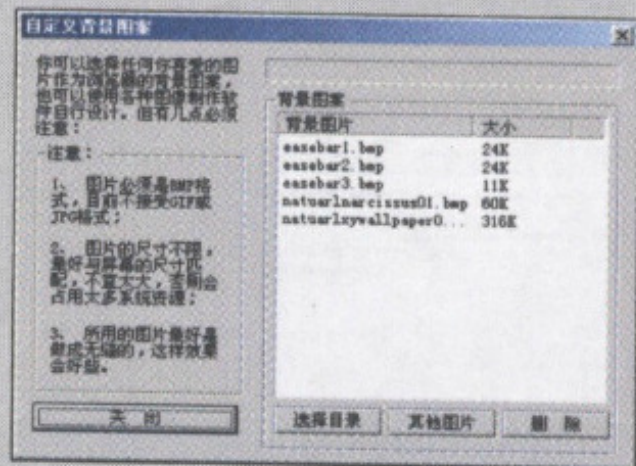 自定义背景图案
你可以选择任何你喜爱的图
片作为浏览器的背景图案，
也可以使用各种图像制作软
件自行设计。但有几点必须
注意：
注意：
1、 图片必须是BMP格
式，目前不接受GIF或
JPG格式；
2、 图片的尺寸不限，
最好与屏幕的尺寸匹
配，不宜太大，否则会
占用太多系统资源；
3、 所用的图片最好是
做成无缝的，这样效果
会好些。
关 闭
背景图案
背景图片 大小
easebar1.bmp 24K
easebar2.bmp 24K
easebar3.bmp 11K
natuarlnarcissus01.bmp 60K
natuarlxywallpaper0... 316K
选择目录 其他图片 删 除